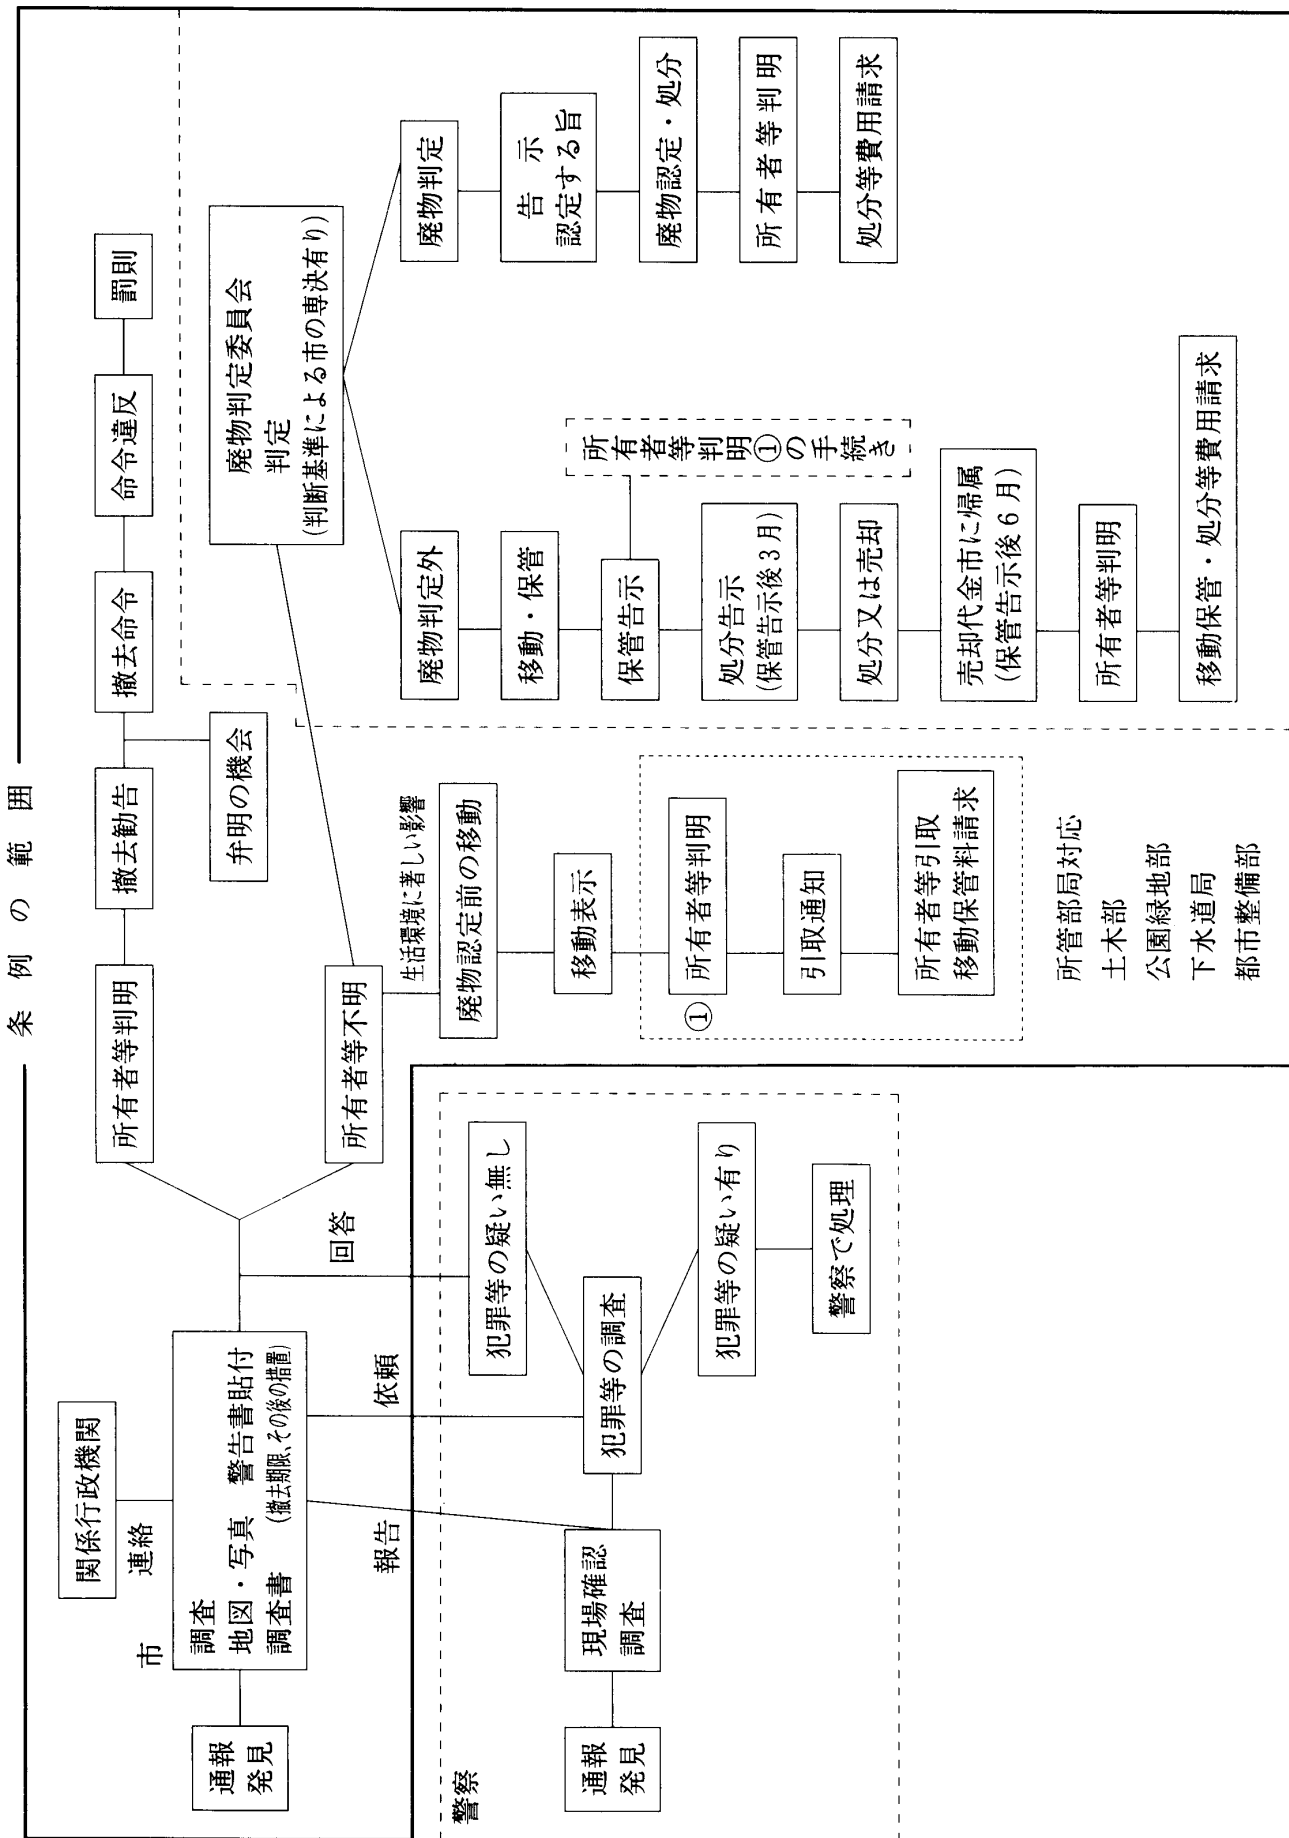 条例の範囲
関係行政機関
連絡
市
通報
発見
調査
地図・写真　警告書貼付
調査書　(撤去期限、その後の措置)
所有者等判明
撤去勧告
弁明の機会
撤去命令
命令違反
罰則
回答
依頼
報告
所有者等不明
生活環境に著しい影響
廃物認定前の移動
移動表示
①
所有者等判明
引取通知
所有者等引取
移動保管料請求
廃物判定委員会
判定
(判断基準による市の専決有り)
廃物判定外
移動・保管
保管告示
所有者等判明①の手続き
処分告示
(保管告示後3月)
処分又は売却
売却代金市に帰属
(保管告示後6月)
所有者等判明
移動保管・処分等費用請求
廃物判定
告示
認定する旨
廃物認定・処分
所有者等判明
処分等費用請求
所管部局対応
土木部
公園緑地部
下水道局
都市整備部
警察
通報
発見
現場確認
調査
犯罪等の調査
犯罪等の疑い無し
犯罪等の疑い有り
警察で処理